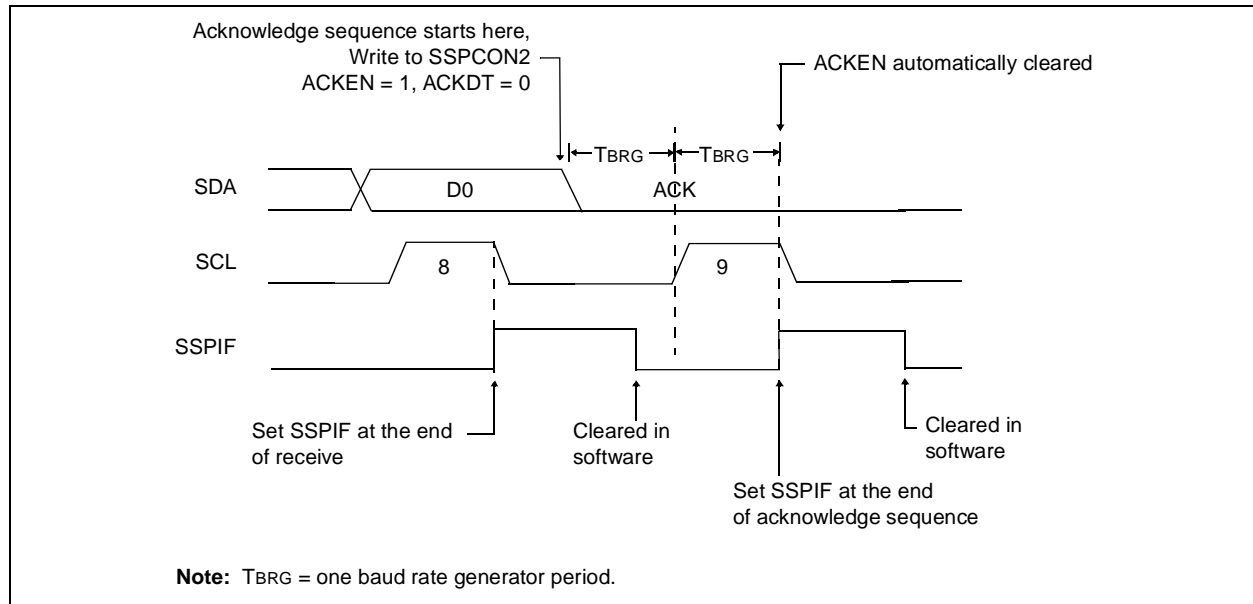 Acknowledge sequence starts here,
Write to SSPCON2
ACKEN = 1, ACKDT = 0
ACKEN automatically cleared
TBRG
TBRG
SDA
D0
ACK
SCL
8
9
SSPIF
Set SSPIF at the end
of receive
Cleared in
software
Set SSPIF at the end
of acknowledge sequence
Cleared in
software
Note: TBRG = one baud rate generator period.